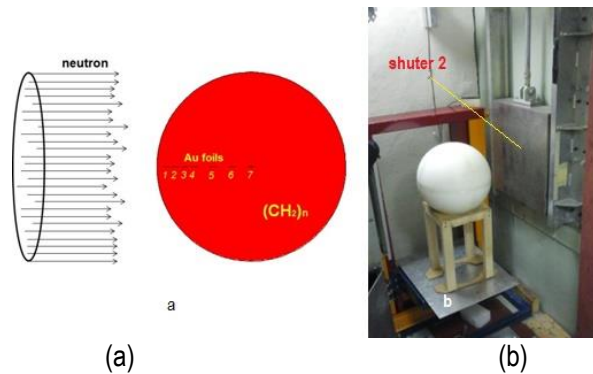 neutron
Au foils
1 2 3 4 5 6 7
(CH₂)n
a
shuter 2
b
(a)
(b)